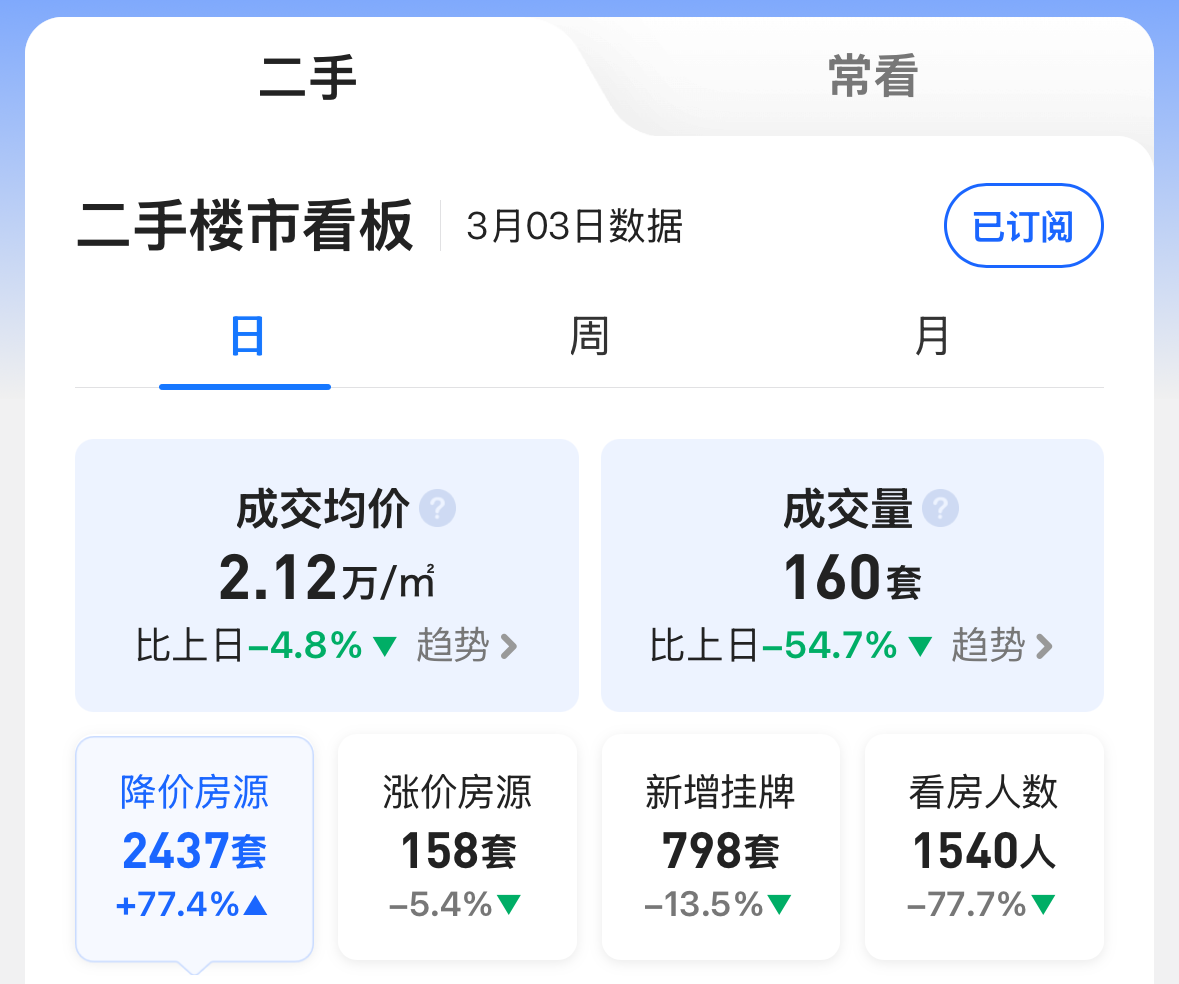 二手 常看
二手楼市看板 3月03日数据 已订阅
日 周 月
成交均价 ? 成交量 ?
2.12万/㎡ 160套
比上日-4.8%▼ 趋势 > 比上日-54.7%▼ 趋势 >
降价房源 涨价房源 新增挂牌 看房人数
2437套 158套 798套 1540人
+77.4%▲ -5.4%▼ -13.5%▼ -77.7%▼